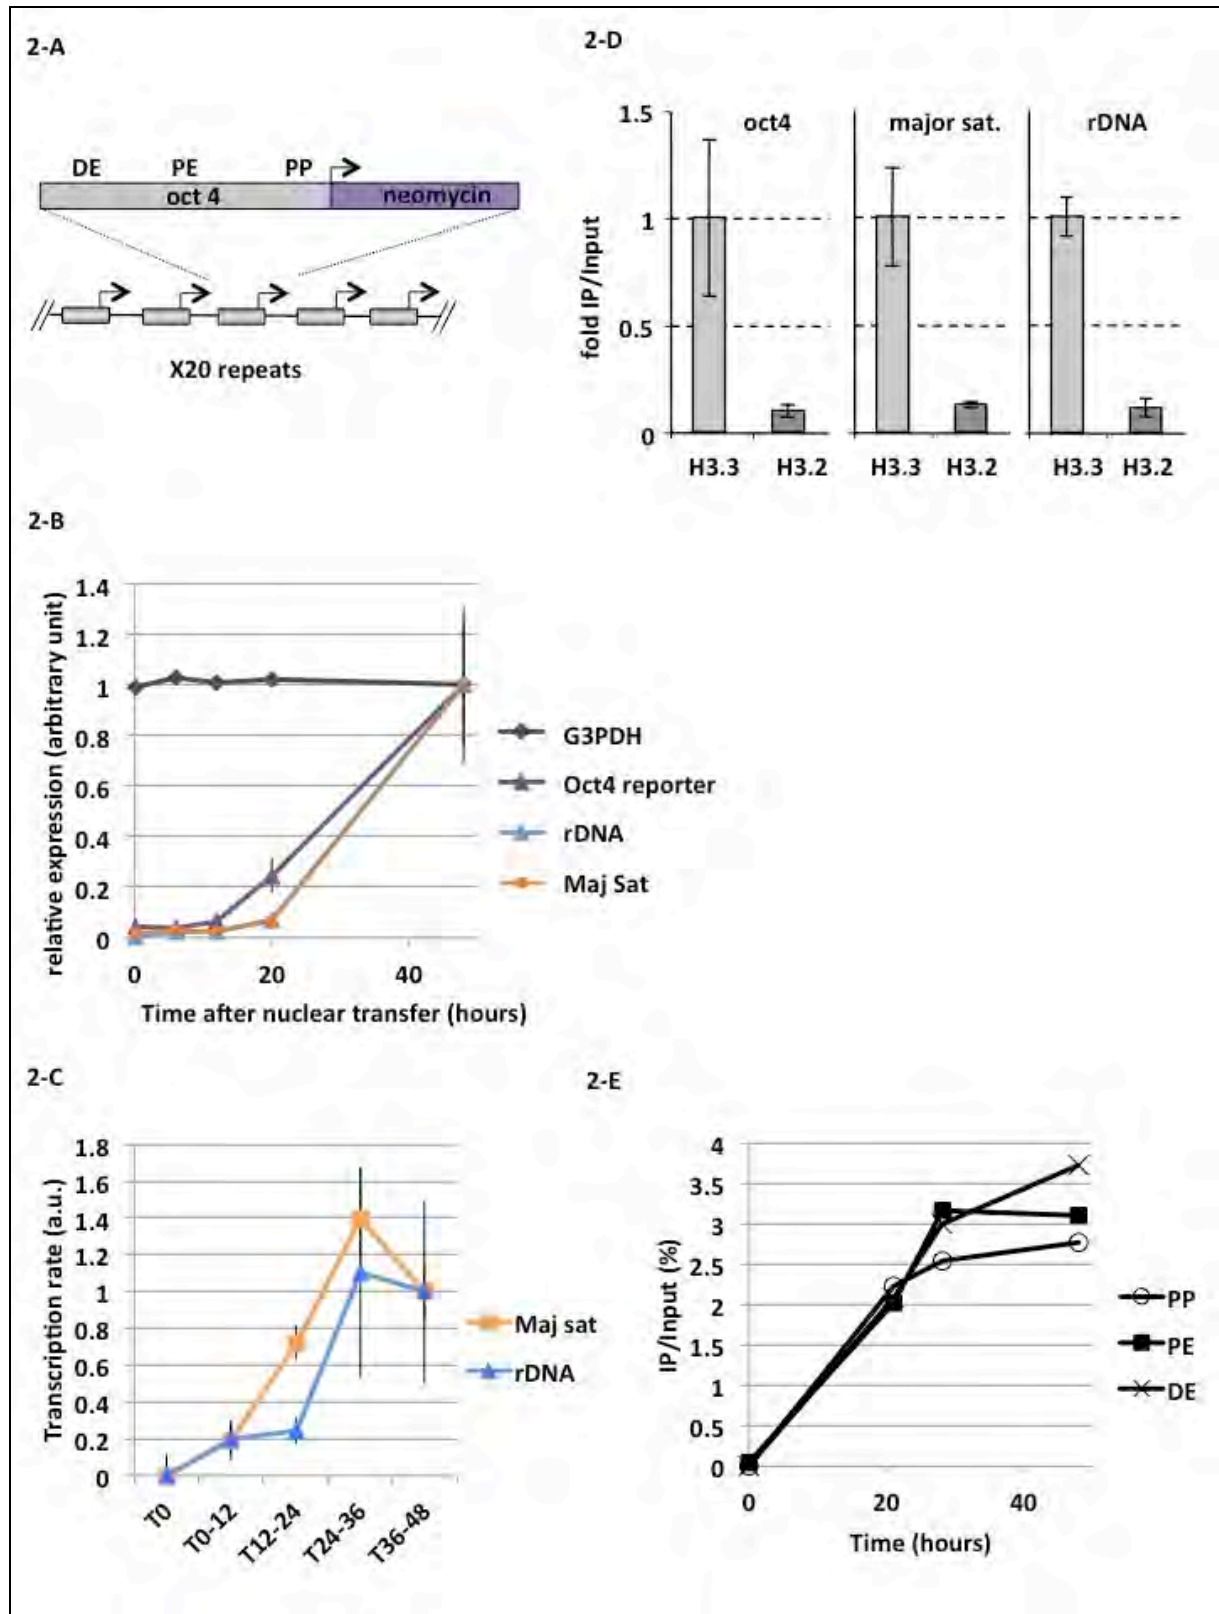 2-A
DE PE PP
oct 4 neomycin
X20 repeats
2-D
1.5
1
0.5
0
fold IP/Input
oct4 major sat. rDNA
H3.3 H3.2 H3.3 H3.2 H3.3 H3.2
2-B
1.4
1.2
1
0.8
0.6
0.4
0.2
0
relative expression (arbitrary unit)
0 20 40
Time after nuclear transfer (hours)
G3PDH
Oct4 reporter
rDNA
Maj Sat
2-C
1.8
1.6
1.4
1.2
1
0.8
0.6
0.4
0.2
0
Transcription rate (a.u.)
T0 T0-12 T12-24 T24-36 T36-48
Maj sat
rDNA
2-E
4
3.5
3
2.5
2
1.5
1
0.5
0
IP/Input (%)
0 20 40
Time (hours)
PP
PE
DE